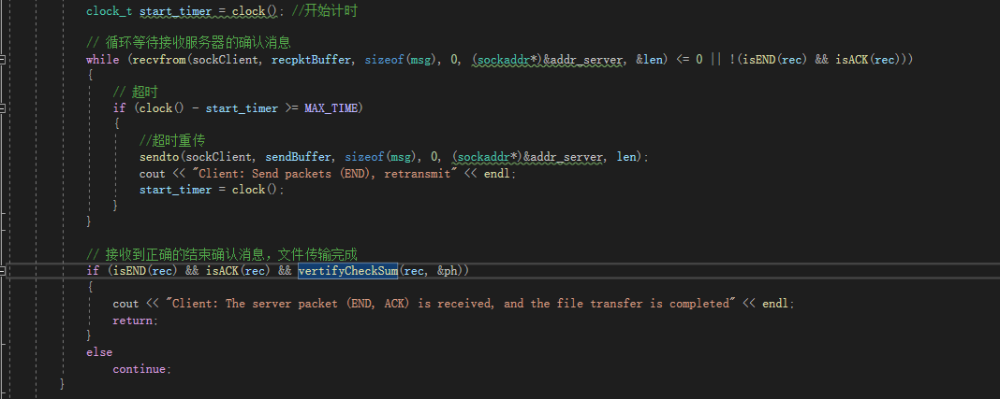 clock_t start_timer = clock(); //开始计时
// 循环等待接收服务器的确认消息
while (recvfrom(sockClient, recpktBuffer, sizeof(msg), 0, (sockaddr*)&addr_server, &len) <= 0 || !(isEND(rec) && isACK(rec)))
{
// 超时
if (clock() - start_timer >= MAX_TIME)
{
//超时重传
sendto(sockClient, sendBuffer, sizeof(msg), 0, (sockaddr*)&addr_server, len);
cout << "Client: Send packets (END), retransmit" << endl;
start_timer = clock();
}
}
// 接收到正确的结束确认消息，文件传输完成
if (isEND(rec) && isACK(rec) && vertifyCheckSum(rec, &ph))
{
cout << "Client: The server packet (END, ACK) is received, and the file transfer is completed" << endl;
return;
}
else
continue;
}